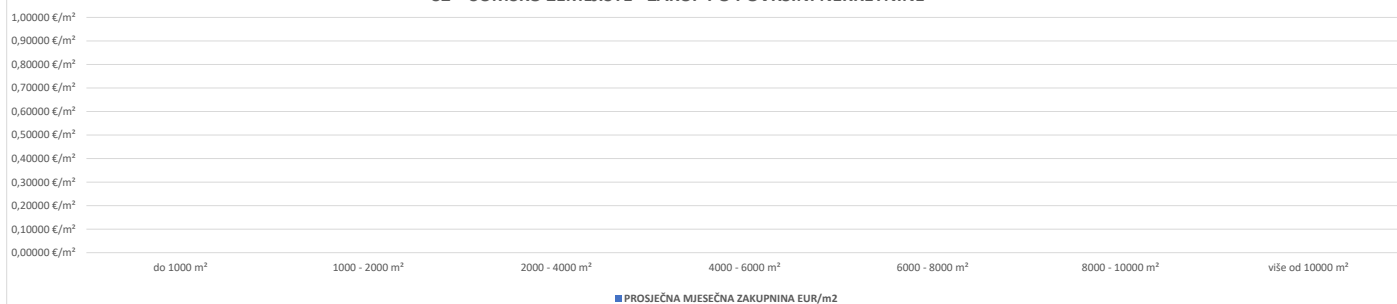 1,00000 €/m²
0,90000 €/m²
0,80000 €/m²
0,70000 €/m²
0,60000 €/m²
0,50000 €/m²
0,40000 €/m²
0,30000 €/m²
0,20000 €/m²
0,10000 €/m²
0,00000 €/m²
do 1000 m² 1000 - 2000 m² 2000 - 4000 m² 4000 - 6000 m² 6000 - 8000 m² 8000 - 10000 m² više od 10000 m²
PROSJEČNA MJESEČNA ZAKUPNINA EUR/m2